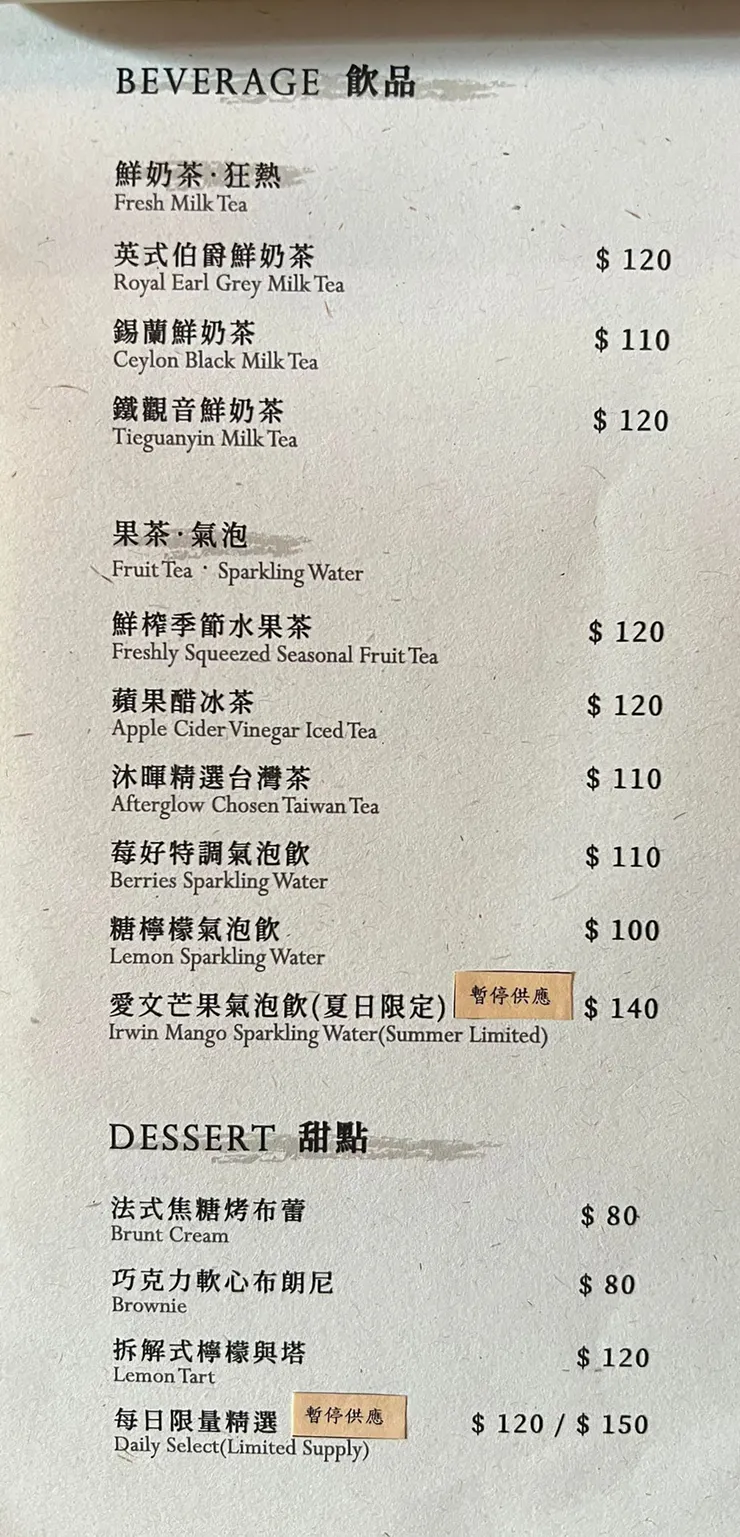 BEVERAGE 飲品
鮮奶茶·狂熱
Fresh Milk Tea
英式伯爵鮮奶茶 $ 120
Royal Earl Grey Milk Tea
錫蘭鮮奶茶 $ 110
Ceylon Black Milk Tea
鐵觀音鮮奶茶 $ 120
Tieguanyin Milk Tea
果茶·氣泡
Fruit Tea · Sparkling Water
鮮榨季節水果茶 $ 120
Freshly Squeezed Seasonal Fruit Tea
蘋果醋冰茶 $ 120
Apple Cider Vinegar Iced Tea
沐暉精選台灣茶 $ 110
Afterglow Chosen Taiwan Tea
莓好特調氣泡飲 $ 110
Berries Sparkling Water
糖檸檬氣泡飲 $ 100
Lemon Sparkling Water
愛文芒果氣泡飲(夏日限定) 暫停供應 $ 140
Irwin Mango Sparkling Water(Summer Limited)
DESSERT 甜點
法式焦糖烤布蕾 $ 80
Brunt Cream
巧克力軟心布朗尼 $ 80
Brownie
拆解式檸檬與塔 $ 120
Lemon Tart
每日限量精選 暫停供應 $ 120 / $ 150
Daily Select(Limited Supply)